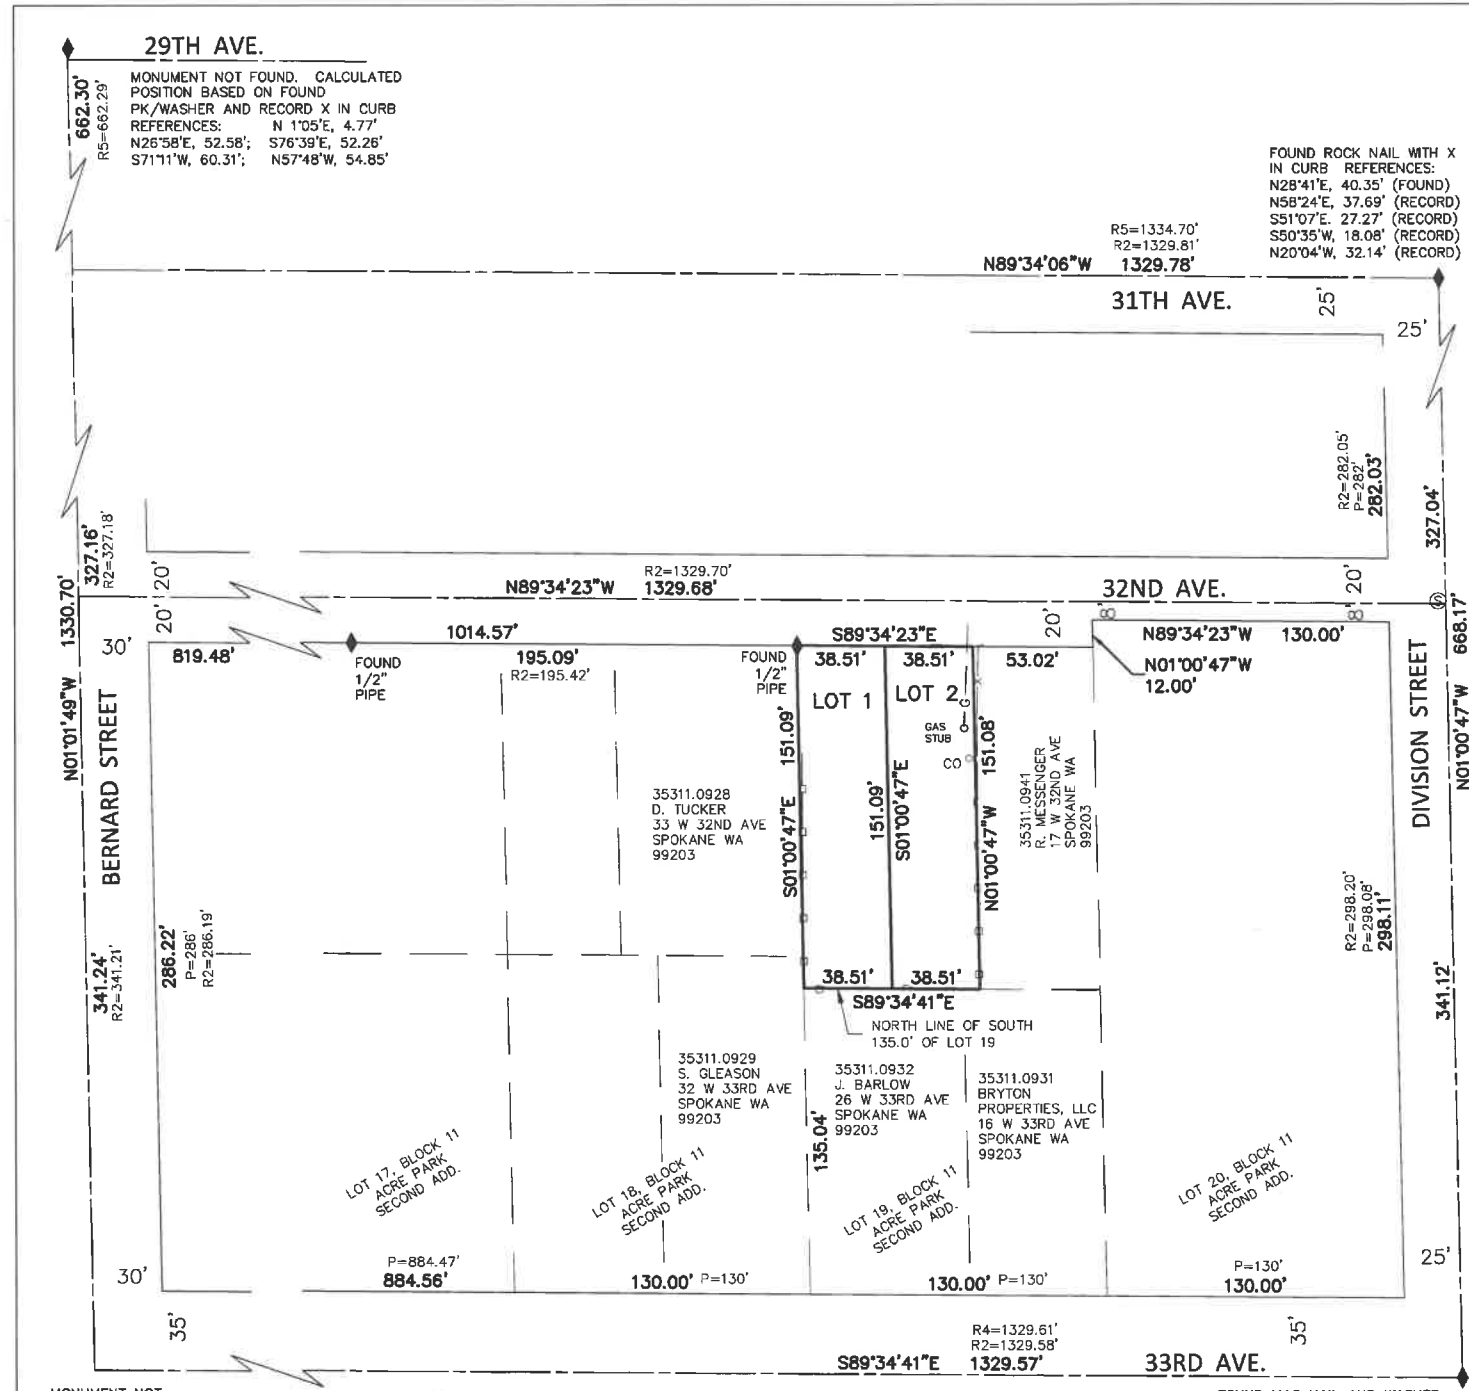 29TH AVE.
MONUMENT NOT FOUND. CALCULATED
POSITION BASED ON FOUND
PK/WASHER AND RECORD X IN CURB
REFERENCES: N 1°05'E, 4.77'
N26°58'E, 52.58'; S76°39'E, 52.26'
S71°11'W, 60.31'; N57°48'W, 54.85'
662.30'
R5=662.29'
FOUND ROCK NAIL WITH X
IN CURB REFERENCES:
N28°41'E, 40.35' (FOUND)
N58°24'E, 37.69' (RECORD)
S51°07'E. 27.27' (RECORD)
S50°35'W, 18.08' (RECORD)
N20°04'W, 32.14' (RECORD)
R5=1334.70'
R2=1329.81'
N89°34'06"W 1329.78'
31TH AVE.
25'
25'
R2=282.05'
P=282'
282.03'
327.04'
327.16'
R2=327.18'
20'
R2=1329.70'
N89°34'23"W 1329.68'
32ND AVE.
20'
20'
30'
1014.57'
819.48'
FOUND
1/2"
PIPE
195.09'
R2=195.42'
FOUND
1/2"
PIPE
S89°34'23"E
38.51'
38.51'
53.02'
20'
8'
8'
N89°34'23"W 130.00'
N01°00'47"W
12.00'
LOT 1
LOT 2
GAS
STUB
CO
151.09'
S01°00'47"E
151.09'
S01°00'47"E
151.08'
N01°00'47"W
35311.0928
D. TUCKER
33 W 32ND AVE
SPOKANE WA
99203
35311.0941
R. MESSENGER
17 W 32ND AVE
SPOKANE WA
99203
N01°01'49"W 1330.70'
BERNARD STREET
DIVISION STREET
N01°00'47"W 668.17'
341.24'
R2=341.21'
286.22'
P=286'
R2=286.19'
R2=298.20'
P=298.08'
298.11'
341.12'
38.51'
38.51'
S89°34'41"E
NORTH LINE OF SOUTH
135.0' OF LOT 19
35311.0929
S. GLEASON
32 W 33RD AVE
SPOKANE WA
99203
135.04'
35311.0932
J. BARLOW
26 W 33RD AVE
SPOKANE WA
99203
35311.0931
BRYTON
PROPERTIES, LLC
16 W 33RD AVE
SPOKANE WA
99203
LOT 17, BLOCK 11
ACRE PARK
SECOND ADD.
LOT 18, BLOCK 11
ACRE PARK
SECOND ADD.
LOT 19, BLOCK 11
ACRE PARK
SECOND ADD.
LOT 20, BLOCK 11
ACRE PARK
SECOND ADD.
30'
P=884.47'
884.56'
130.00' P=130'
130.00' P=130'
P=130'
130.00'
25'
35'
35'
R4=1329.61'
R2=1329.58'
S89°34'41"E 1329.57'
33RD AVE.
MONUMENT NOT